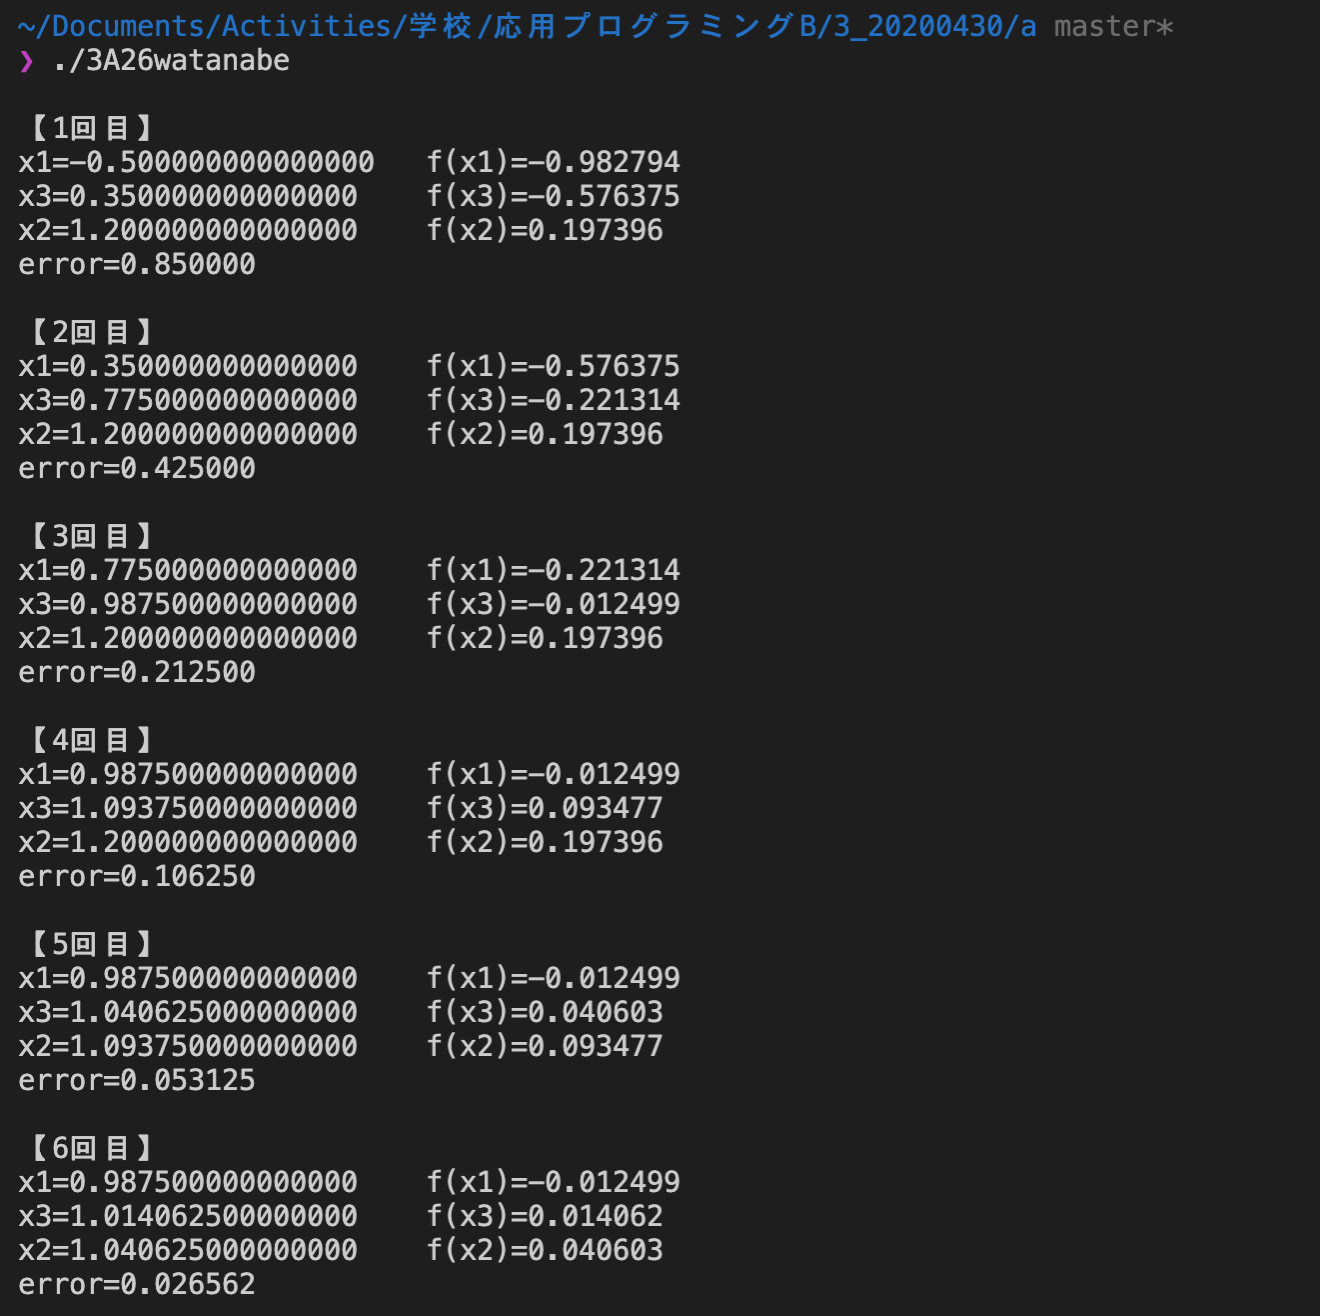 ~/Documents/Activities/学校/応用プログラミングB/3_20200430/a master*
❯ ./3A26watanabe
【1回目】
x1=-0.500000000000000   f(x1)=-0.982794
x3=0.350000000000000    f(x3)=-0.576375
x2=1.200000000000000    f(x2)=0.197396
error=0.850000
【2回目】
x1=0.350000000000000    f(x1)=-0.576375
x3=0.775000000000000    f(x3)=-0.221314
x2=1.200000000000000    f(x2)=0.197396
error=0.425000
【3回目】
x1=0.775000000000000    f(x1)=-0.221314
x3=0.987500000000000    f(x3)=-0.012499
x2=1.200000000000000    f(x2)=0.197396
error=0.212500
【4回目】
x1=0.987500000000000    f(x1)=-0.012499
x3=1.093750000000000    f(x3)=0.093477
x2=1.200000000000000    f(x2)=0.197396
error=0.106250
【5回目】
x1=0.987500000000000    f(x1)=-0.012499
x3=1.040625000000000    f(x3)=0.040603
x2=1.093750000000000    f(x2)=0.093477
error=0.053125
【6回目】
x1=0.987500000000000    f(x1)=-0.012499
x3=1.014062500000000    f(x3)=0.014062
x2=1.040625000000000    f(x2)=0.040603
error=0.026562